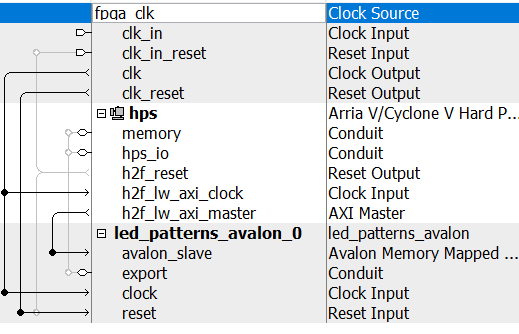 fpga_clk Clock Source
clk_in Clock Input
clk_in_reset Reset Input
clk Clock Output
clk_reset Reset Output
hps Arria V/Cyclone V Hard P...
memory Conduit
hps_io Conduit
h2f_reset Reset Output
h2f_lw_axi_clock Clock Input
h2f_lw_axi_master AXI Master
led_patterns_avalon_0 led_patterns_avalon
avalon_slave Avalon Memory Mapped ...
export Conduit
clock Clock Input
reset Reset Input